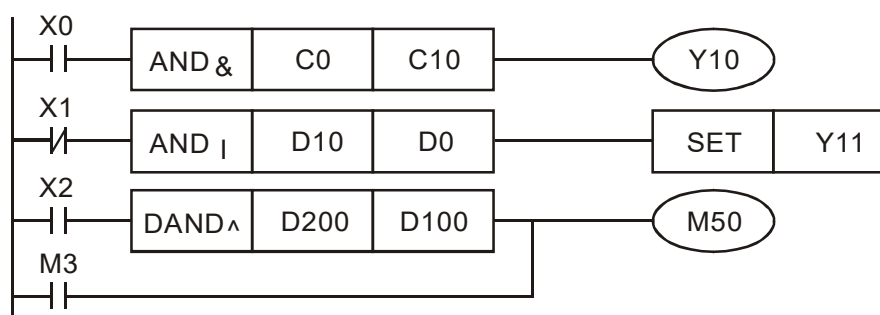 X0
AND & C0 C10 Y10
X1
AND | D10 D0 SET Y11
X2
DAND^ D200 D100 M50
M3